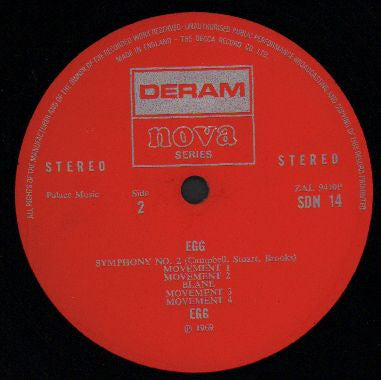 ALL RIGHTS OF THE MANUFACTURER AND OF THE OWNER OF THE RECORDED WORK RESERVED · UNAUTHORISED PUBLIC PERFORMANCE BROADCASTING AND COPYING OF THIS RECORD PROHIBITED
MADE IN ENGLAND · THE DECCA RECORD CO. LTD.
DERAM
nova
SERIES
STEREO STEREO
Palace Music Side ZAL
2 SDN 14
EGG
SYMPHONY NO. 2 (Campbell, Stuart, Brooks)
MOVEMENT 1
MOVEMENT 2
BLANE
MOVEMENT 3
MOVEMENT 4
EGG
℗ 1969